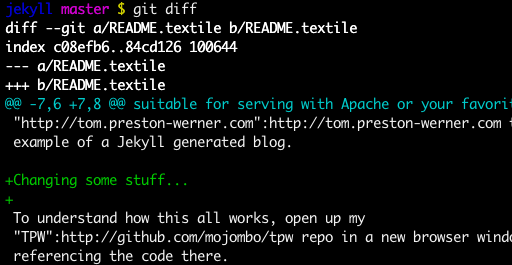 jekyll master $ git diff
diff --git a/README.textile b/README.textile
index c08efb6..84cd126 100644
--- a/README.textile
+++ b/README.textile
@@ -7,6 +7,8 @@ suitable for serving with Apache or your favorit
"http://tom.preston-werner.com":http://tom.preston-werner.com
example of a Jekyll generated blog.
+Changing some stuff...
+
To understand how this all works, open up my
"TPW":http://github.com/mojombo/tpw repo in a new browser windo
referencing the code there.